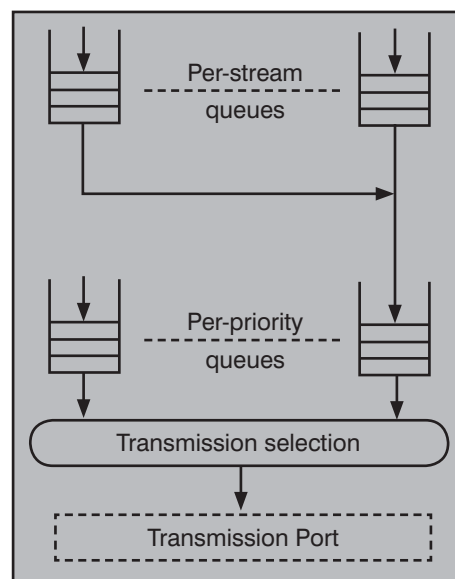 Per-stream
queues
Per-priority
queues
Transmission selection
Transmission Port